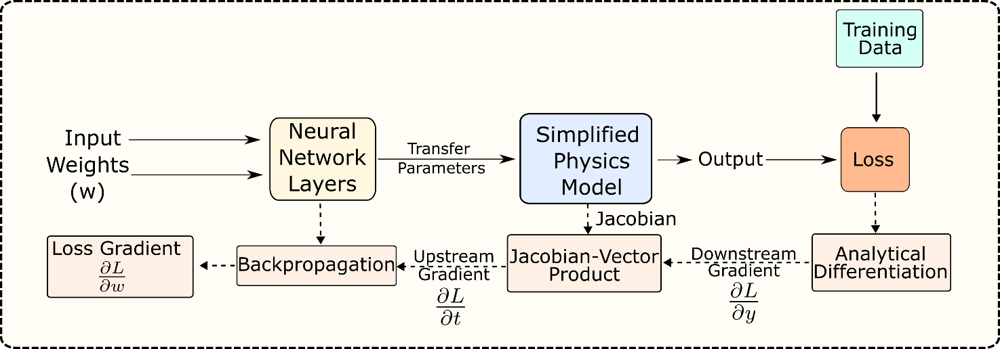 Training
Data
Input
Weights
(w)
Neural
Network
Layers
Transfer
Parameters
Simplified
Physics
Model
Output
Loss
Jacobian
Loss Gradient
∂L
∂w
Backpropagation
Upstream
Gradient
∂L
∂t
Jacobian-Vector
Product
Downstream
Gradient
∂L
∂y
Analytical
Differentiation